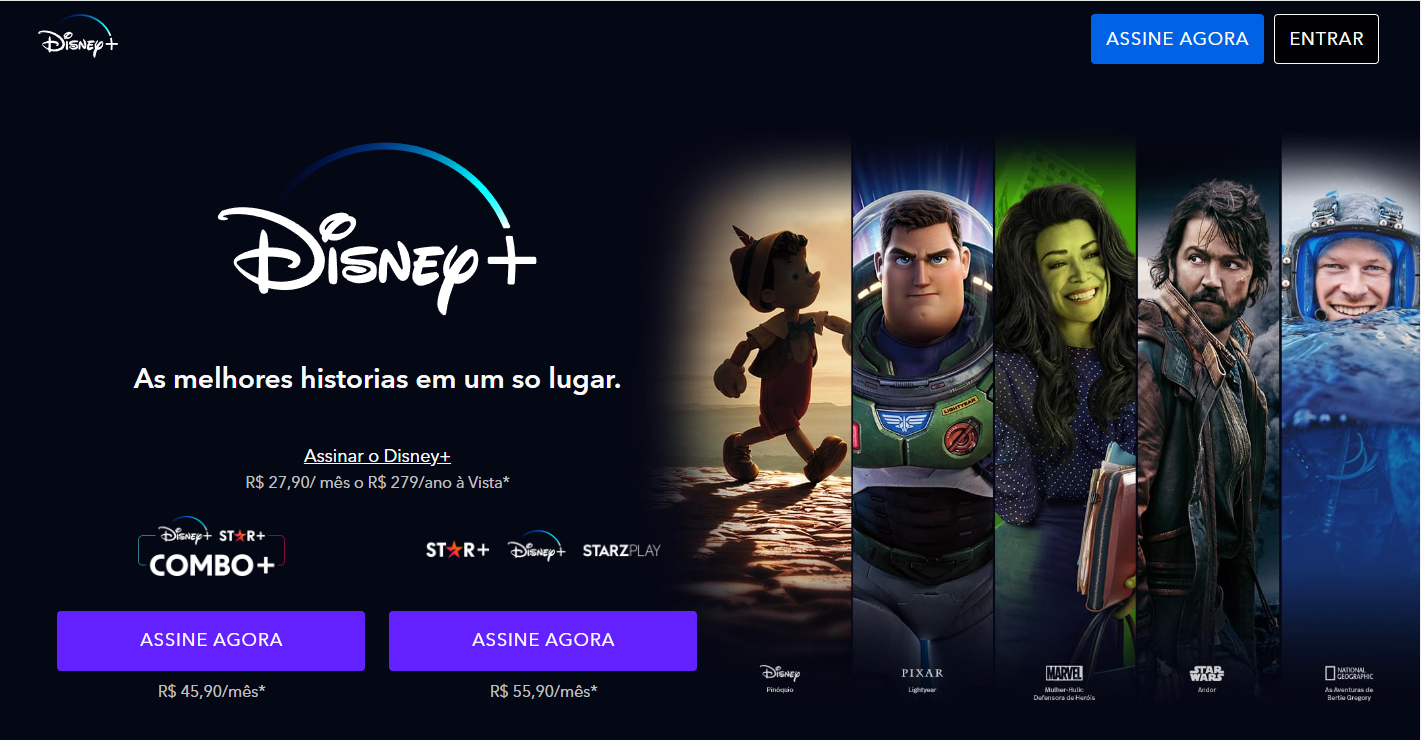 Disney+
ASSINE AGORA
ENTRAR
Disney+
As melhores historias em um so lugar.
Assinar o Disney+
R$ 27,90/ mês o R$ 279/ano à Vista*
Disney+ STAR+
COMBO+
STAR+ Disney+ STARZPLAY
ASSINE AGORA
ASSINE AGORA
R$ 45,90/mês*
R$ 55,90/mês*
LIGHTYEAR
Disney
Pinóquio
PIXAR
Lightyear
MARVEL
Mulher-Hulk:
Defensora de Heróis
STAR WARS
Andor
NATIONAL GEOGRAPHIC
As Aventuras de
Bertie Gregory